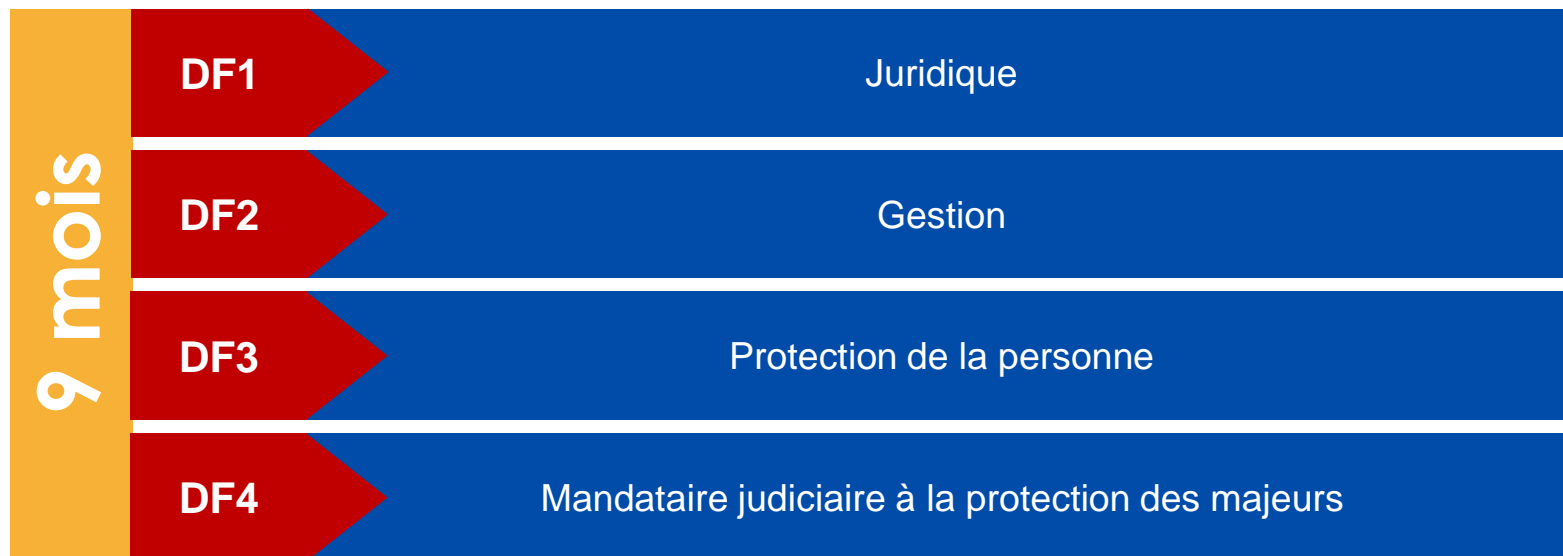 9 mois
DF1
Juridique
DF2
Gestion
DF3
Protection de la personne
DF4
Mandataire judiciaire à la protection des majeurs